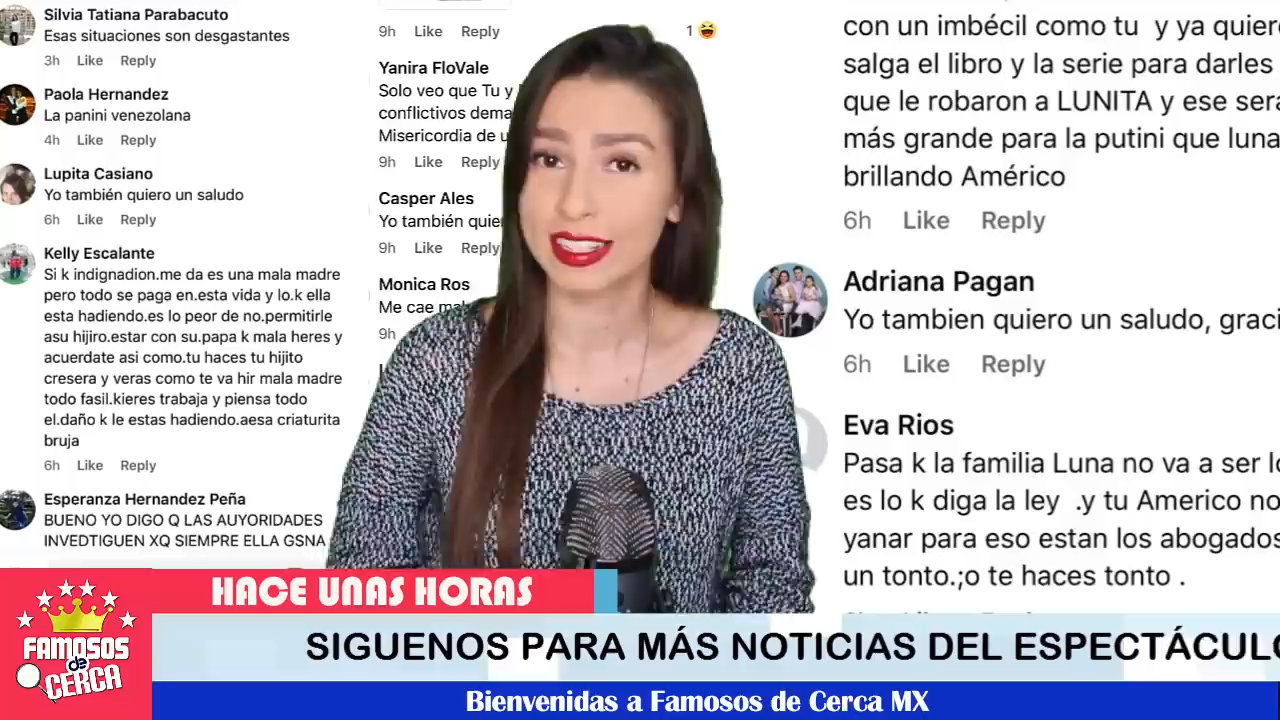 Silvia Tatiana Parabacuto
Esas situaciones son desgastantes
3h Like Reply
Paola Hernandez
La panini venezolana
4h Like Reply
Lupita Casiano
Yo también quiero un saludo
6h Like Reply
Kelly Escalante
Si k indignadion.me da es una mala madre
pero todo se paga en.esta vida y lo.k ella
esta hadiendo.es lo peor de no.permitirle
asu hijiro.estar con su.papa k mala heres y
acuerdate asi como.tu haces tu hijito
cresera y veras como te va hir mala madre
todo fasil.kieres trabaja y piensa todo
el.daño k le estas hadiendo.aesa criaturita
bruja
6h Like Reply
Esperanza Hernandez Peña
BUENO YO DIGO Q LAS AUYORIDADES
INVEDTIGUEN XQ SIEMPRE ELLA GSNA
9h Like Reply
1
Yanira FloVale
Solo veo que Tu y
conflictivos dema
Misericordia de u
9h Like Reply
Casper Ales
Yo también quie
9h Like Reply
Monica Ros
Me cae mal
9h
con un imbécil como tu y ya quier
salga el libro y la serie para darles
que le robaron a LUNITA y ese ser
más grande para la putini que luna
brillando Américo
6h Like Reply
Adriana Pagan
Yo tambien quiero un saludo, graci
6h Like Reply
Eva Rios
Pasa k la familia Luna no va a ser l
es lo k diga la ley .y tu Americo no
yanar para eso estan los abogados
un tonto.;o te haces tonto .
HACE UNAS HORAS
SIGUENOS PARA MÁS NOTICIAS DEL ESPECTÁCUL
FAMOSOS
de
CERCA
Bienvenidas a Famosos de Cerca MX